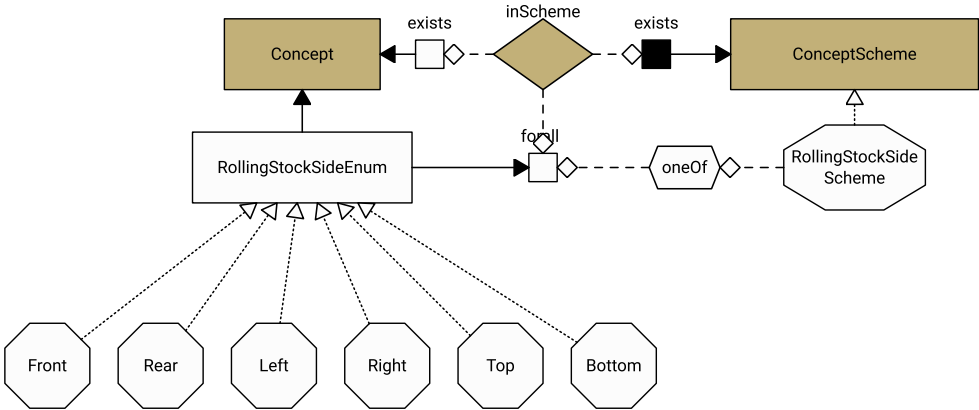 inScheme
exists
exists
Concept
ConceptScheme
forall
RollingStockSideEnum
oneOf
RollingStockSide
Scheme
Front
Rear
Left
Right
Top
Bottom